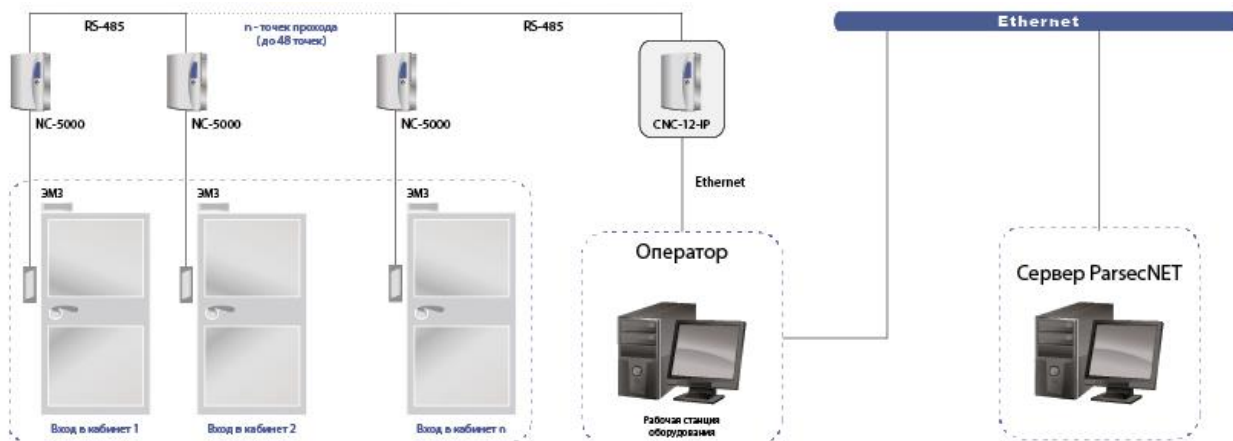 RS-485
n - точек прохода
(до 48 точек)
RS-485
Ethernet
NC-5000
NC-5000
NC-5000
CNC-12-IP
Ethernet
ЭМЗ
ЭМЗ
ЭМЗ
Оператор
Сервер ParsecNET
Вход в кабинет 1
Вход в кабинет 2
Вход в кабинет n
Рабочая станция
оборудования